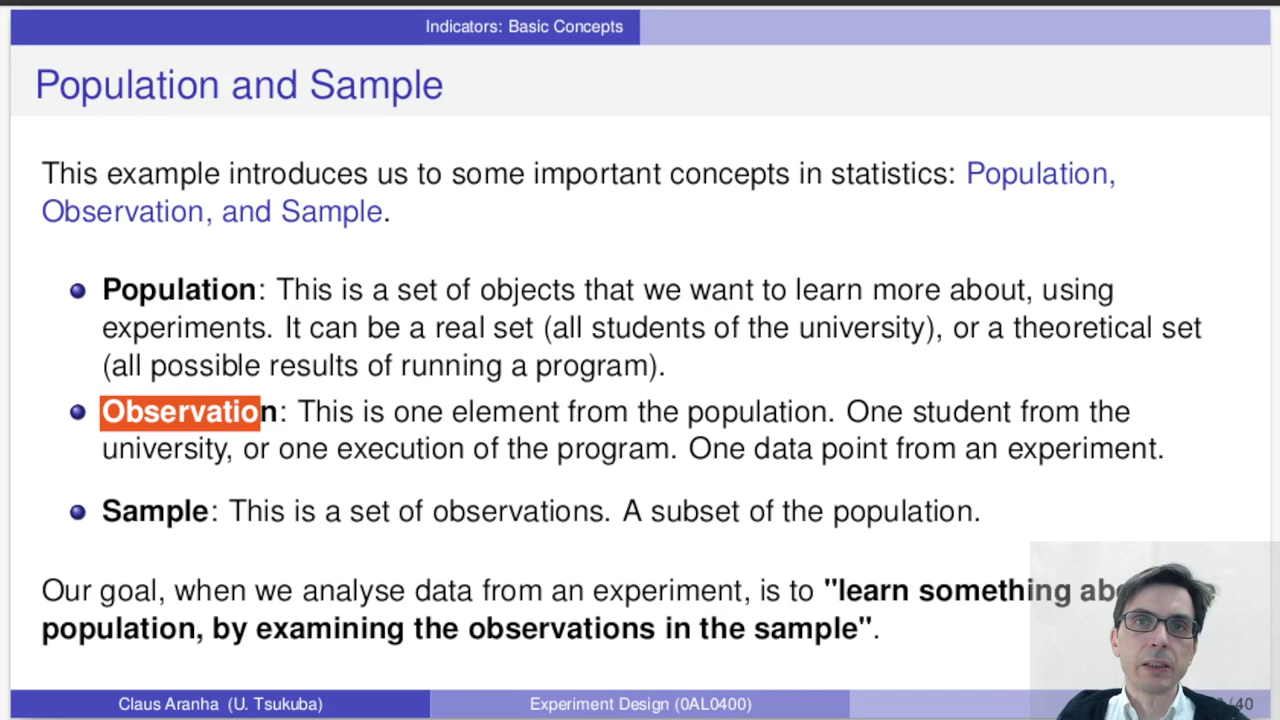 Indicators: Basic Concepts
Population and Sample
This example introduces us to some important concepts in statistics: Population,
Observation, and Sample.
Population: This is a set of objects that we want to learn more about, using
experiments. It can be a real set (all students of the university), or a theoretical set
(all possible results of running a program).
Observation: This is one element from the population. One student from the
university, or one execution of the program. One data point from an experiment.
Sample: This is a set of observations. A subset of the population.
Our goal, when we analyse data from an experiment, is to "learn something
population, by examining the observations in the sample".
Claus Aranha (U. Tsukuba)
Experiment Design (0AL0400)
/40